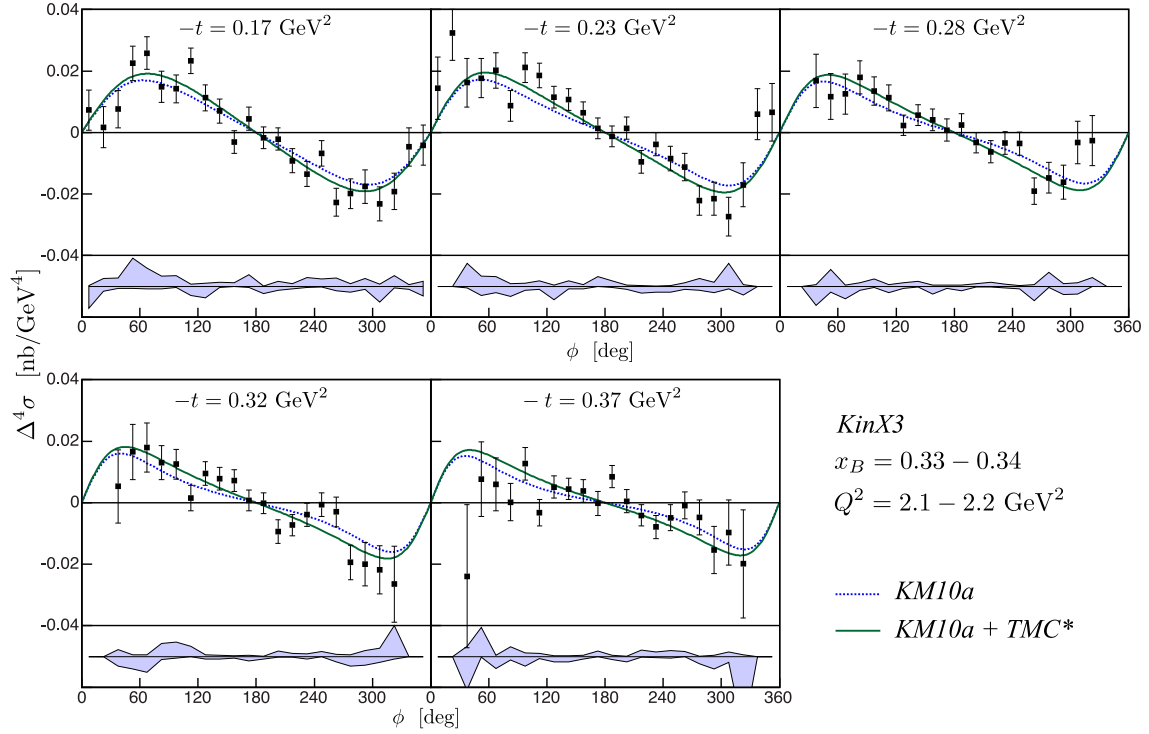 −t = 0.17 GeV²
−t = 0.23 GeV²
−t = 0.28 GeV²
0.04
0.02
0
-0.02
-0.04
0 60 120 180 240 300
0 60 120 180 240 300
0 60 120 180 240 300 360
ϕ [deg]
Δ⁴σ [nb/GeV⁴]
−t = 0.32 GeV²
− t = 0.37 GeV²
0.04
0.02
0
-0.02
-0.04
0 60 120 180 240 300
0 60 120 180 240 300 360
ϕ [deg]
KinX3
x_B = 0.33 − 0.34
Q² = 2.1 − 2.2 GeV²
KM10a
KM10a + TMC*